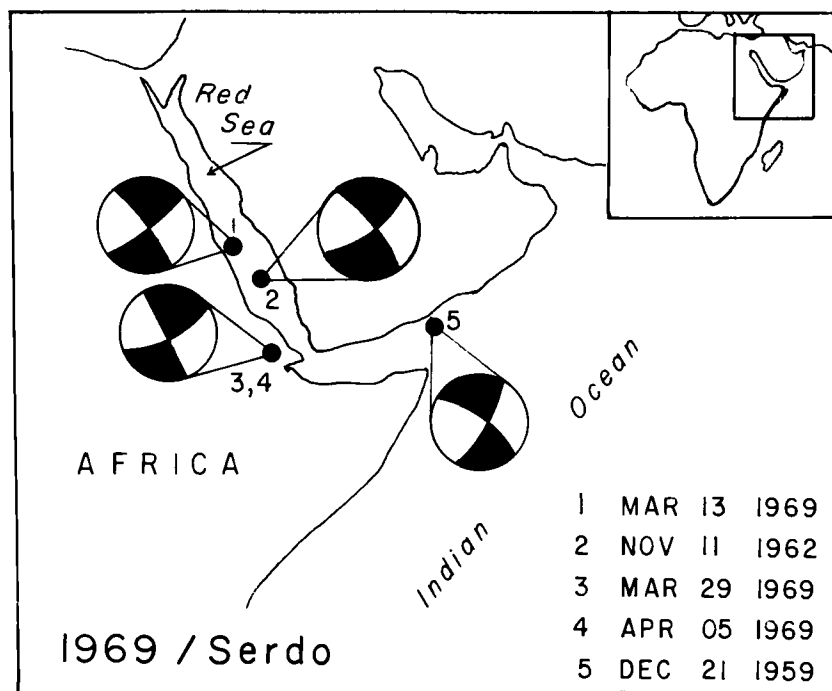 Red
Sea
1
2
3,4
5
AFRICA
Indian Ocean
1 MAR 13 1969
2 NOV 11 1962
3 MAR 29 1969
4 APR 05 1969
5 DEC 21 1959
1969 / Serdo